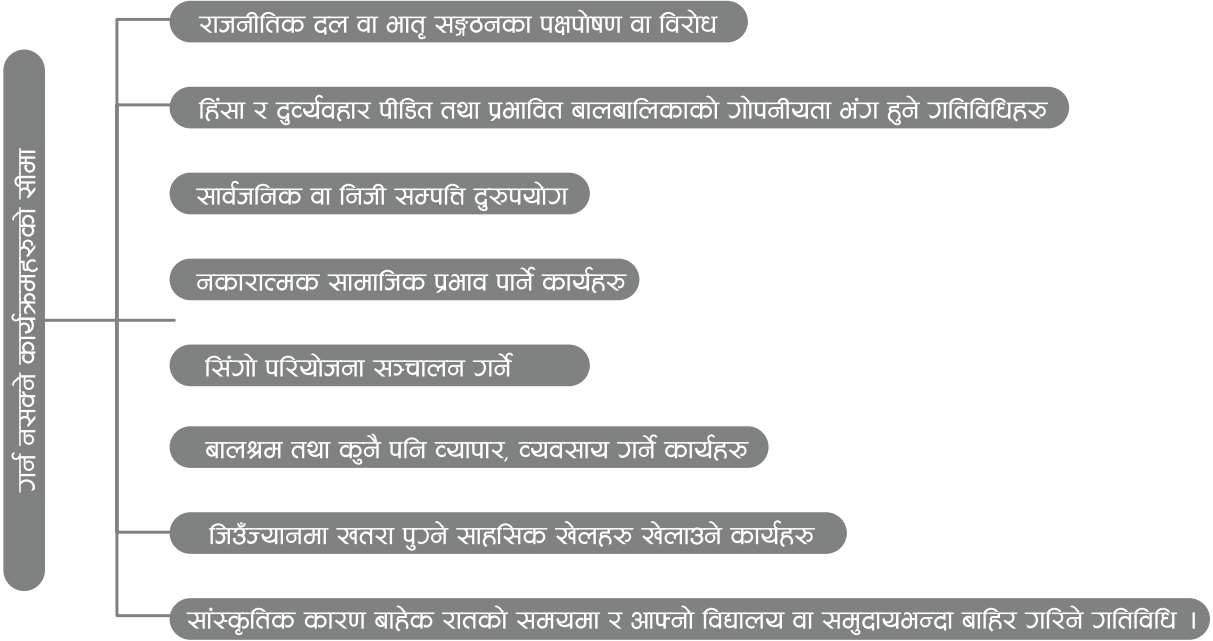 गर्न नसक्ने कार्यक्रमहरुको सीमा
राजनीतिक दल वा भातृ सङ्गठनका पक्षपोषण वा विरोध
हिंसा र दुर्व्यवहार पीडित तथा प्रभावित बालबालिकाको गोपनीयता भंग हुने गतिविधिहरु
सार्वजनिक वा निजी सम्पत्ति दुरुपयोग
नकारात्मक सामाजिक प्रभाव पार्ने कार्यहरु
सिंगो परियोजना सञ्चालन गर्ने
बालश्रम तथा कुनै पनि व्यापार, व्यवसाय गर्ने कार्यहरु
जिउँज्यानमा खतरा पुग्ने साहसिक खेलहरु खेलाउने कार्यहरु
सांस्कृतिक कारण बाहेक रातको समयमा र आफ्नो विद्यालय वा समुदायभन्दा बाहिर गरिने गतिविधि ।